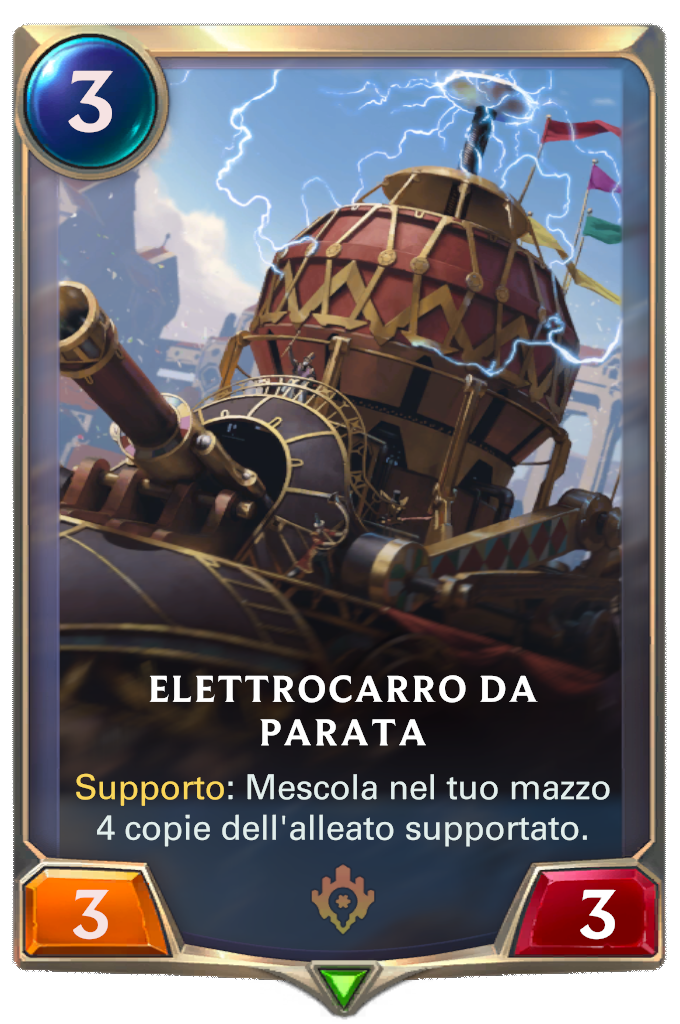 3
ELETTROCARRO DA
PARATA
Supporto: Mescola nel tuo mazzo
4 copie dell'alleato supportato.
3
3